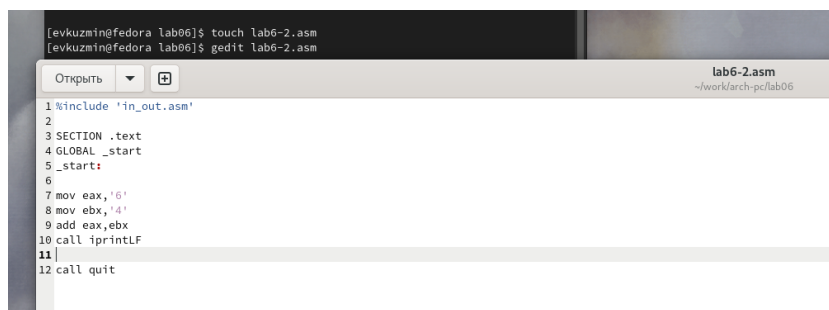 [evkuzmin@fedora lab06]$ touch lab6-2.asm
[evkuzmin@fedora lab06]$ gedit lab6-2.asm
Открыть
lab6-2.asm
~/work/arch-pc/lab06
1 %include 'in_out.asm'
2
3 SECTION .text
4 GLOBAL _start
5 _start:
6
7 mov eax,'6'
8 mov ebx,'4'
9 add eax,ebx
10 call iprintLF
11
12 call quit